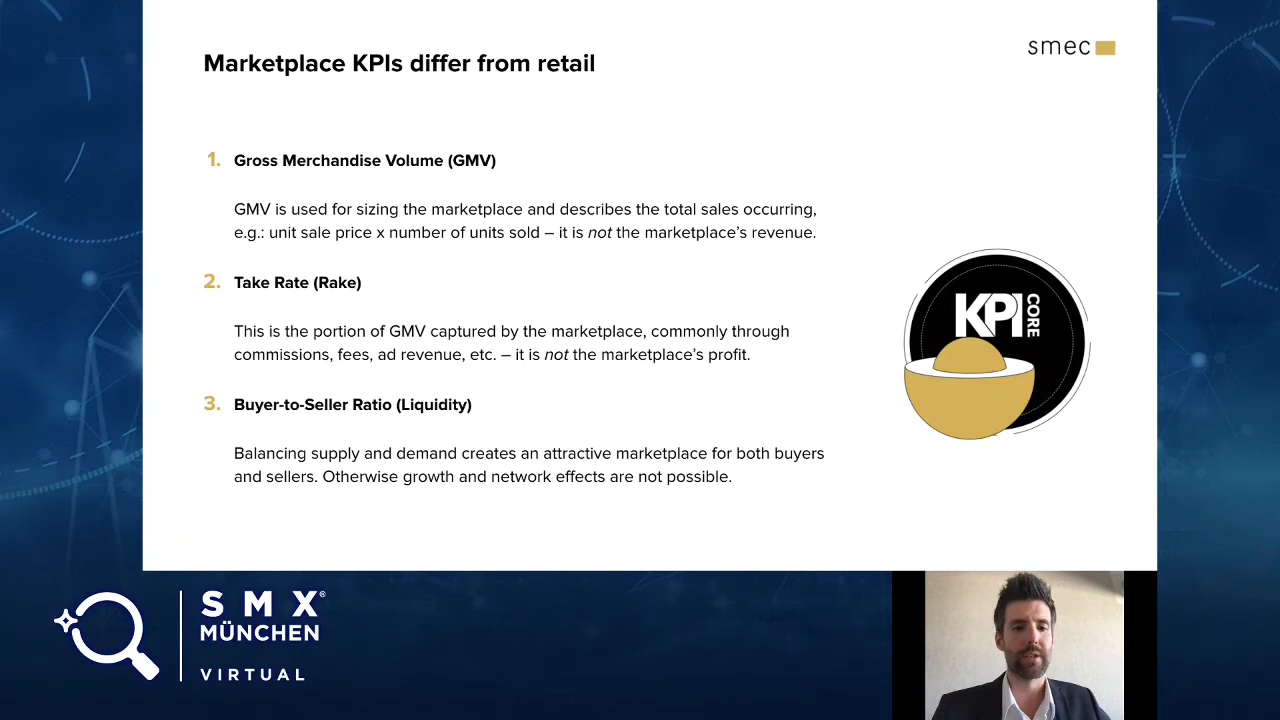 Marketplace KPIs differ from retail
smec
1. Gross Merchandise Volume (GMV)
GMV is used for sizing the marketplace and describes the total sales occurring,
e.g.: unit sale price x number of units sold – it is not the marketplace's revenue.
2. Take Rate (Rake)
This is the portion of GMV captured by the marketplace, commonly through
commissions, fees, ad revenue, etc. – it is not the marketplace's profit.
3. Buyer-to-Seller Ratio (Liquidity)
Balancing supply and demand creates an attractive marketplace for both buyers
and sellers. Otherwise growth and network effects are not possible.
KPI
CORE
SMX®
MÜNCHEN
VIRTUAL